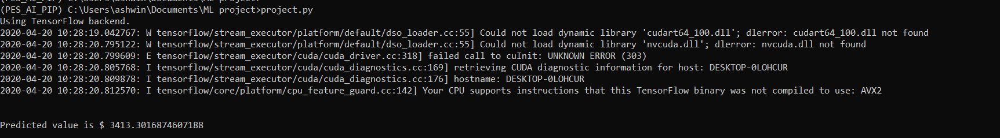 (PES_AI_PIP) C:\Users\ashwin\Documents\ML project>
(PES_AI_PIP) C:\Users\ashwin\Documents\ML project>project.py
Using TensorFlow backend.
2020-04-20 10:28:19.042767: W tensorflow/stream_executor/platform/default/dso_loader.cc:55] Could not load dynamic library 'cudart64_100.dll'; dlerror: cudart64_100.dll not found
2020-04-20 10:28:20.795122: W tensorflow/stream_executor/platform/default/dso_loader.cc:55] Could not load dynamic library 'nvcuda.dll'; dlerror: nvcuda.dll not found
2020-04-20 10:28:20.799609: E tensorflow/stream_executor/cuda/cuda_driver.cc:318] failed call to cuInit: UNKNOWN ERROR (303)
2020-04-20 10:28:20.805768: I tensorflow/stream_executor/cuda/cuda_diagnostics.cc:169] retrieving CUDA diagnostic information for host: DESKTOP-0LOHCUR
2020-04-20 10:28:20.809878: I tensorflow/stream_executor/cuda/cuda_diagnostics.cc:176] hostname: DESKTOP-0LOHCUR
2020-04-20 10:28:20.812570: I tensorflow/core/platform/cpu_feature_guard.cc:142] Your CPU supports instructions that this TensorFlow binary was not compiled to use: AVX2
Predicted value is $ 3413.3016874607188